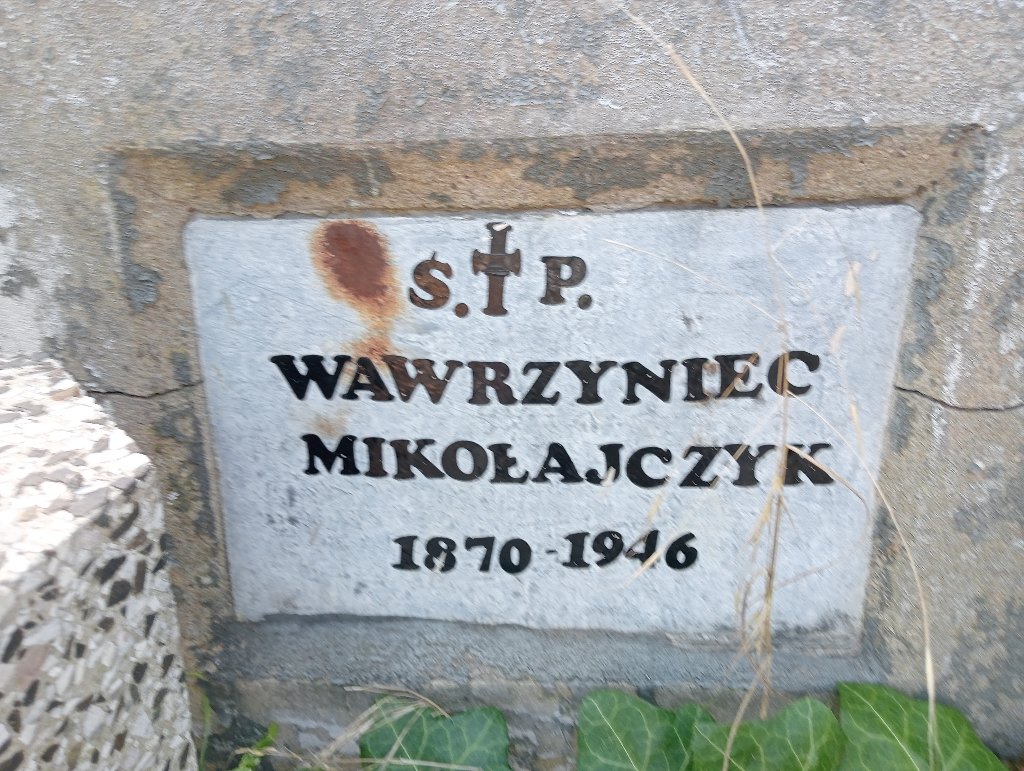 S. † P.
WAWRZYNIEC
MIKOŁAJCZYK
1870-1946